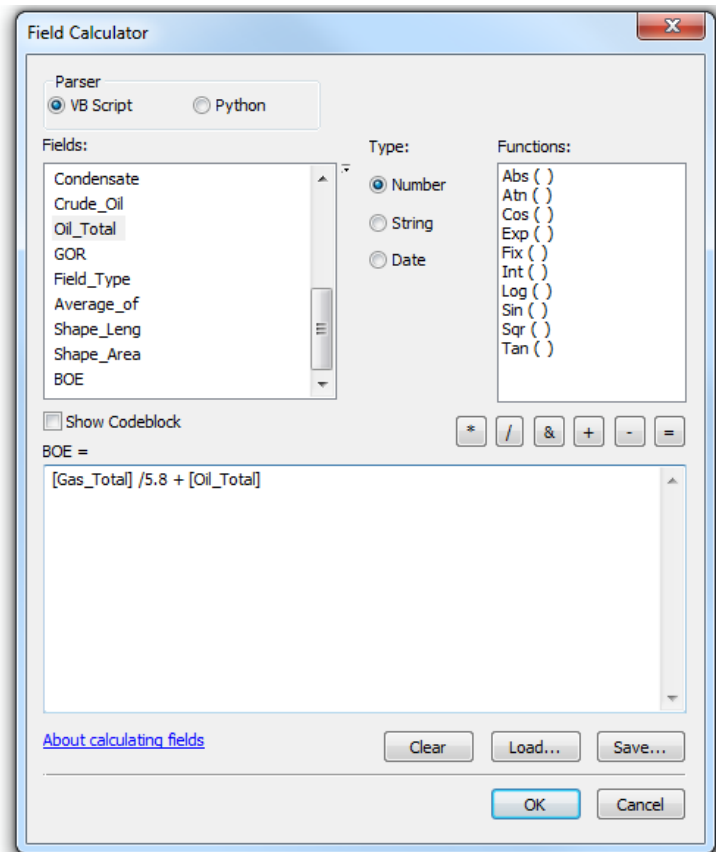 Field Calculator
Parser
VB Script
Python
Fields:
Condensate
Crude_Oil
Oil_Total
GOR
Field_Type
Average_of
Shape_Leng
Shape_Area
BOE
Type:
Number
String
Date
Functions:
Abs ( )
Atn ( )
Cos ( )
Exp ( )
Fix ( )
Int ( )
Log ( )
Sin ( )
Sqr ( )
Tan ( )
Show Codeblock
* / & + - =
BOE =
[Gas_Total] /5.8 + [Oil_Total]
About calculating fields
Clear
Load...
Save...
OK
Cancel